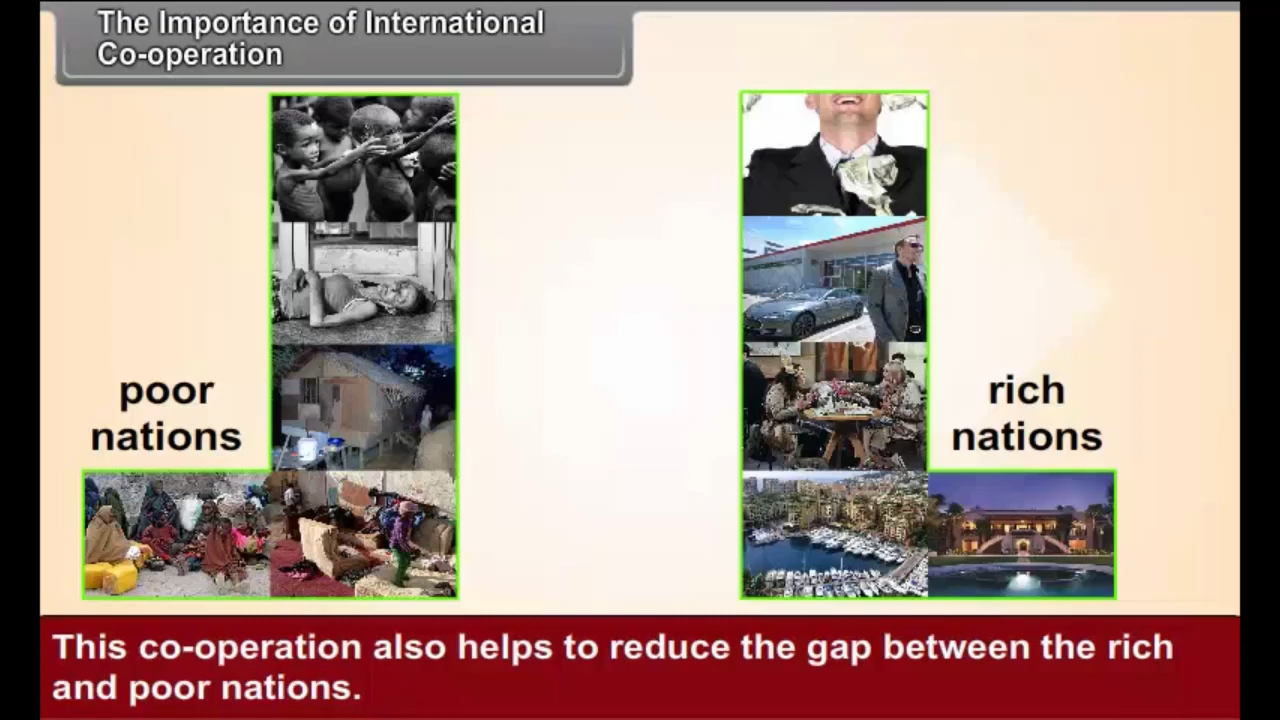 The Importance of International
Co-operation
poor
nations
rich
nations
This co-operation also helps to reduce the gap between the rich
and poor nations.